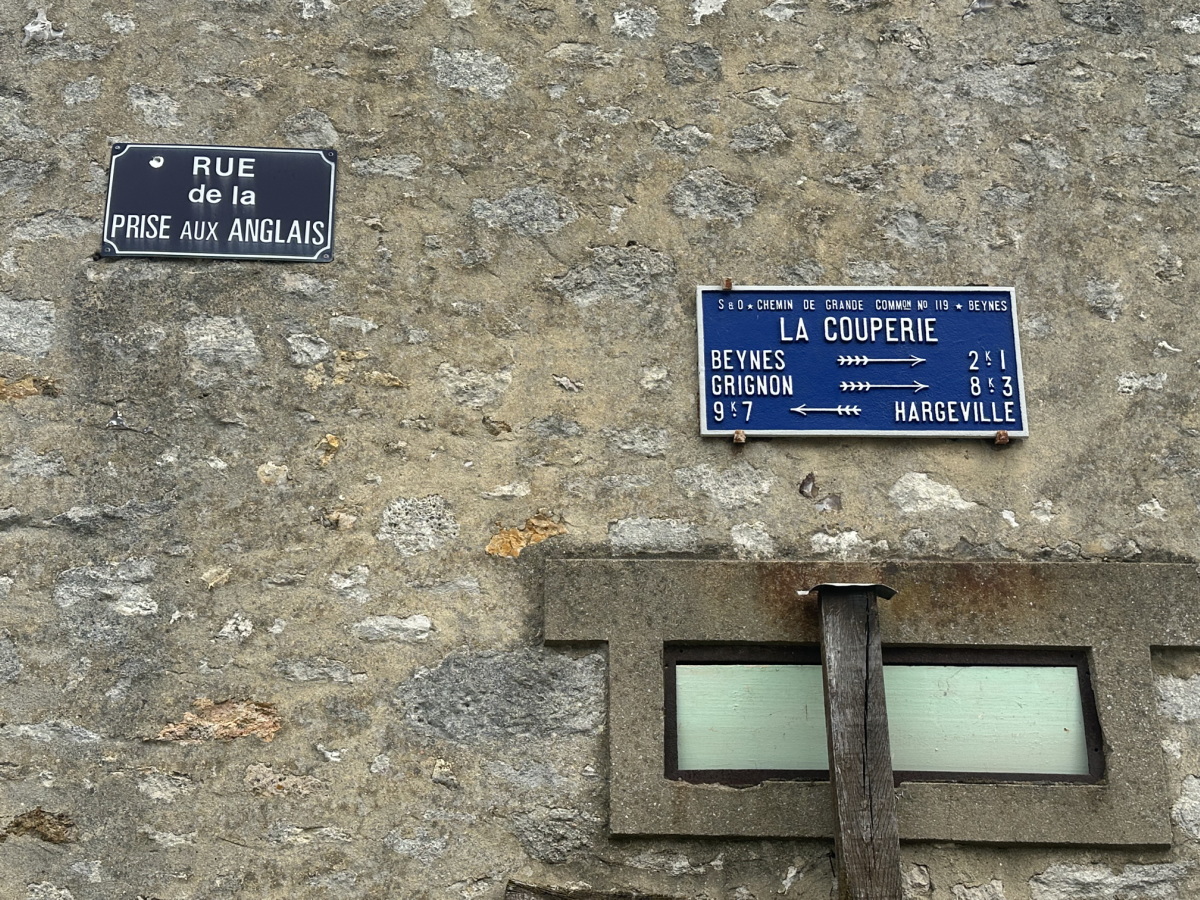 RUE
de la
PRISE AUX ANGLAIS
S & O ★ CHEMIN DE GRANDE COMMON NO 119 ★ BEYNES
LA COUPERIE
BEYNES 2K1
GRIGNON 8K3
9K7 HARGEVILLE